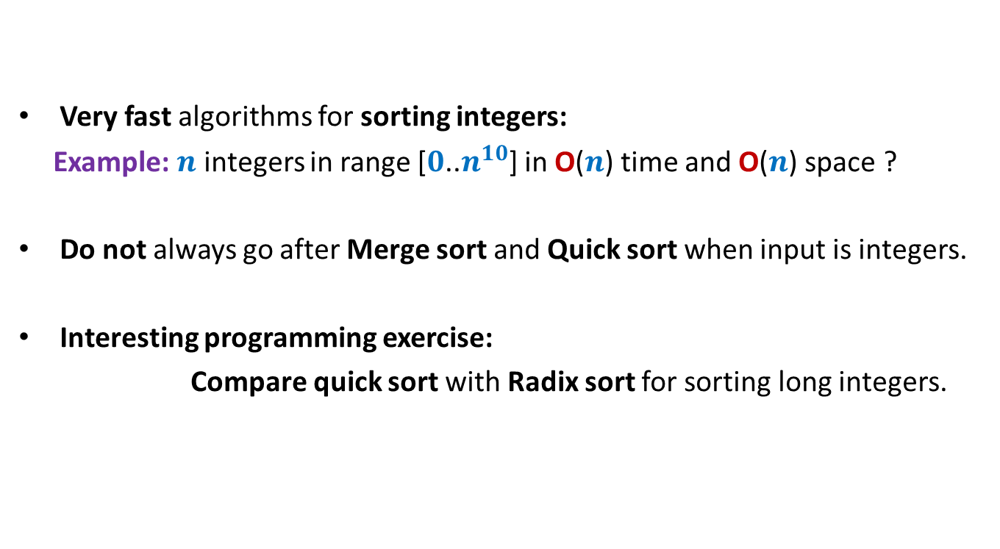 • Very fast algorithms for sorting integers:
Example: n integers in range [0..n¹⁰] in O(n) time and O(n) space ?
• Do not always go after Merge sort and Quick sort when input is integers.
• Interesting programming exercise:
Compare quick sort with Radix sort for sorting long integers.